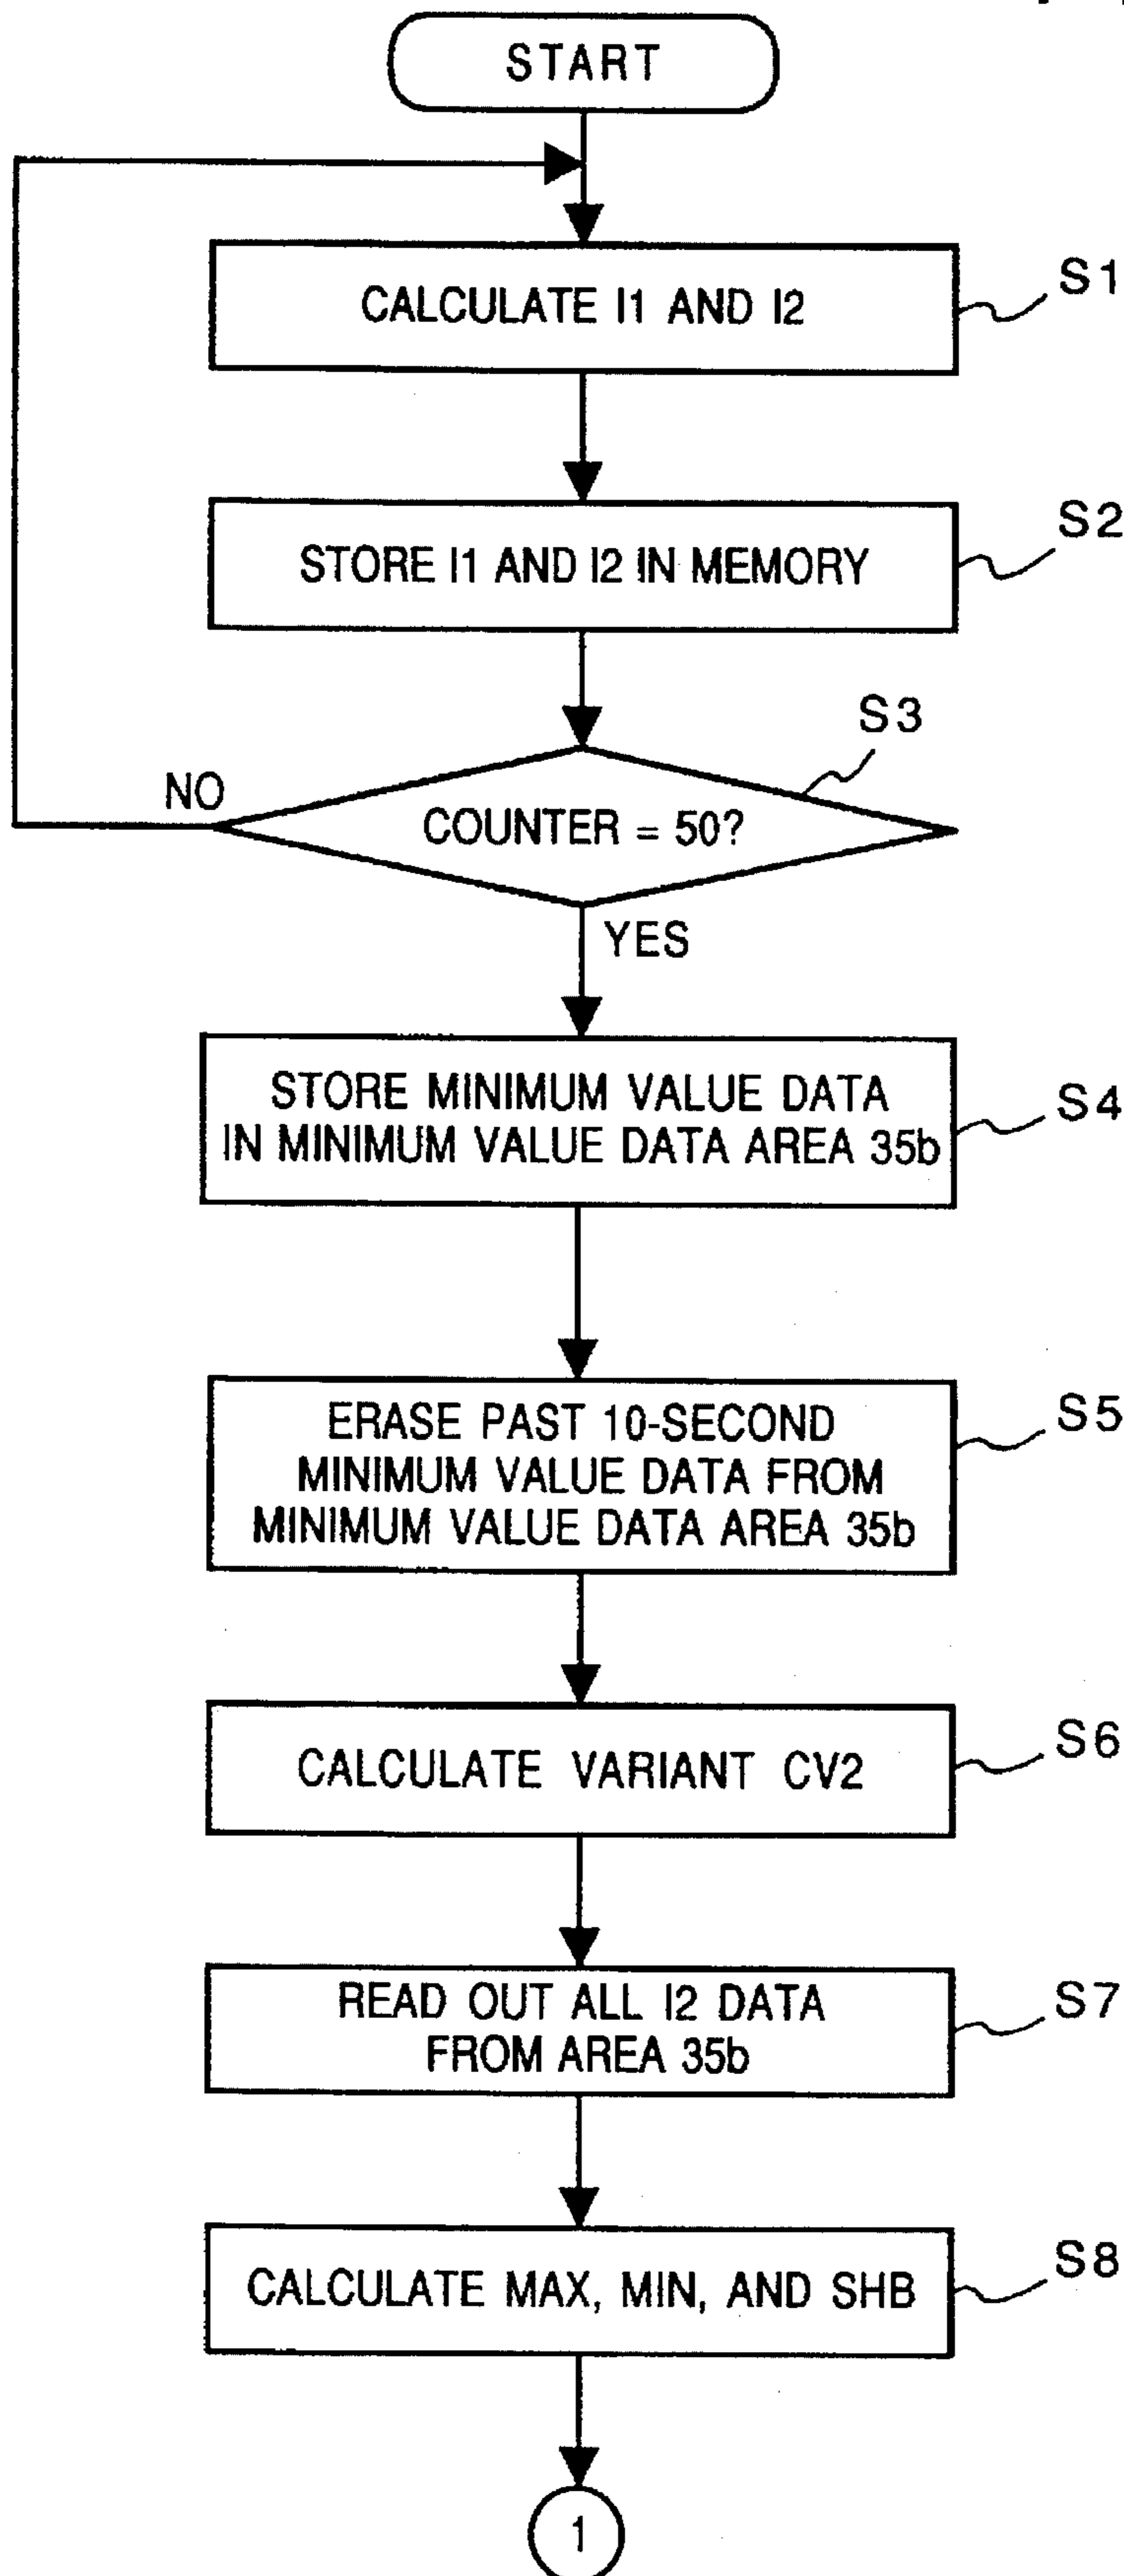 START
CALCULATE I1 AND I2
S1
STORE I1 AND I2 IN MEMORY
S2
S3
NO
COUNTER = 50?
YES
STORE MINIMUM VALUE DATA
IN MINIMUM VALUE DATA AREA 35b
S4
ERASE PAST 10-SECOND
MINIMUM VALUE DATA FROM
MINIMUM VALUE DATA AREA 35b
S5
CALCULATE VARIANT CV2
S6
READ OUT ALL I2 DATA
FROM AREA 35b
S7
CALCULATE MAX, MIN, AND SHB
S8
1